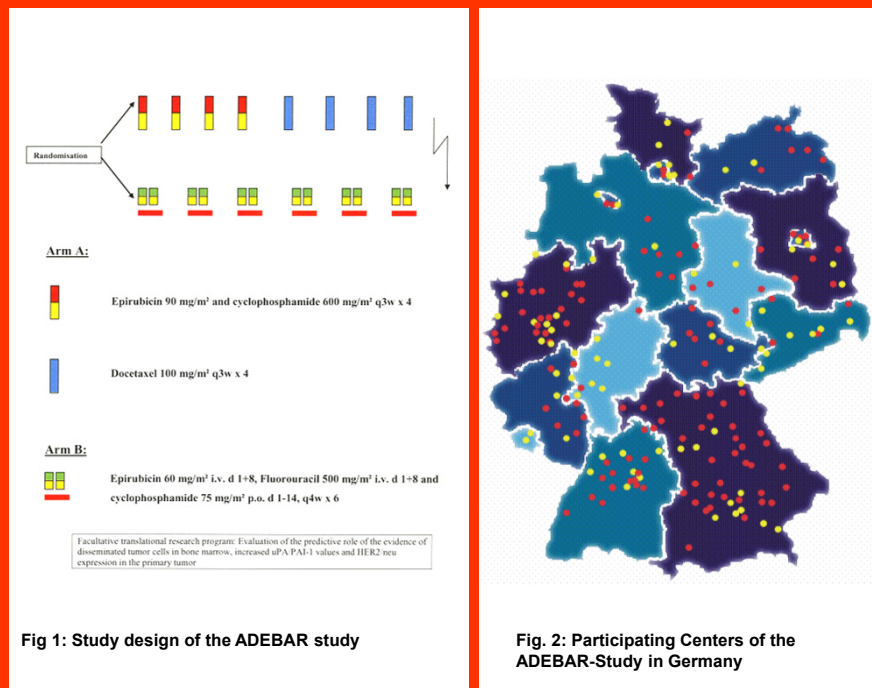 Randomisation
Arm A:
Epirubicin 90 mg/m² and cyclophosphamide 600 mg/m² q3w x 4
Docetaxel 100 mg/m² q3w x 4
Arm B:
Epirubicin 60 mg/m² i.v. d 1+8, Fluorouracil 500 mg/m² i.v. d 1+8 and
cyclophosphamide 75 mg/m² p.o. d 1-14, q4w x 6
Facultative translational research program: Evaluation of the predictive role of the evidence of
disseminated tumor cells in bone marrow, increased uPA/PAI-1 values and HER2/neu
expression in the primary tumor
Fig 1: Study design of the ADEBAR study
Fig. 2: Participating Centers of the
ADEBAR-Study in Germany